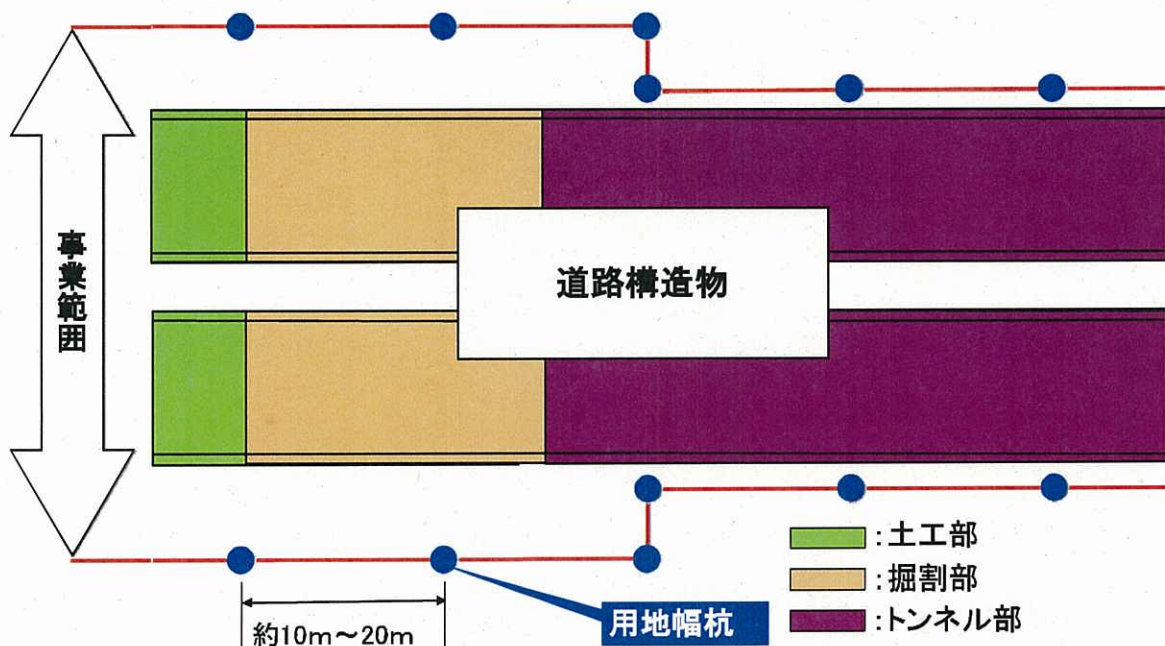 事業範囲
道路構造物
:土工部
:掘割部
:トンネル部
用地幅杭
約10m～20m